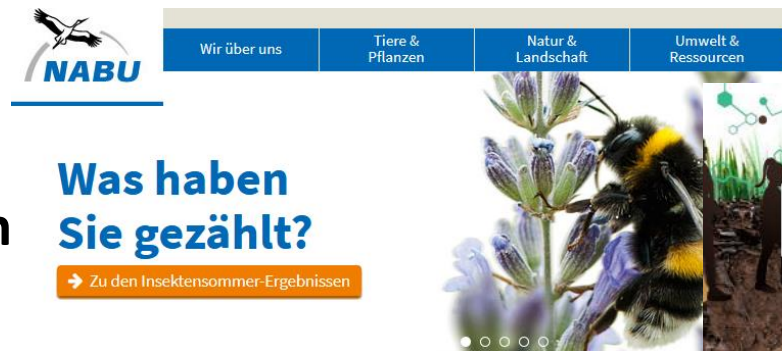 NABU
Wir über uns
Tiere &
Pflanzen
Natur &
Landschaft
Umwelt &
Ressourcen
Was haben
Sie gezählt?
n
→ Zu den Insektensommer-Ergebnissen